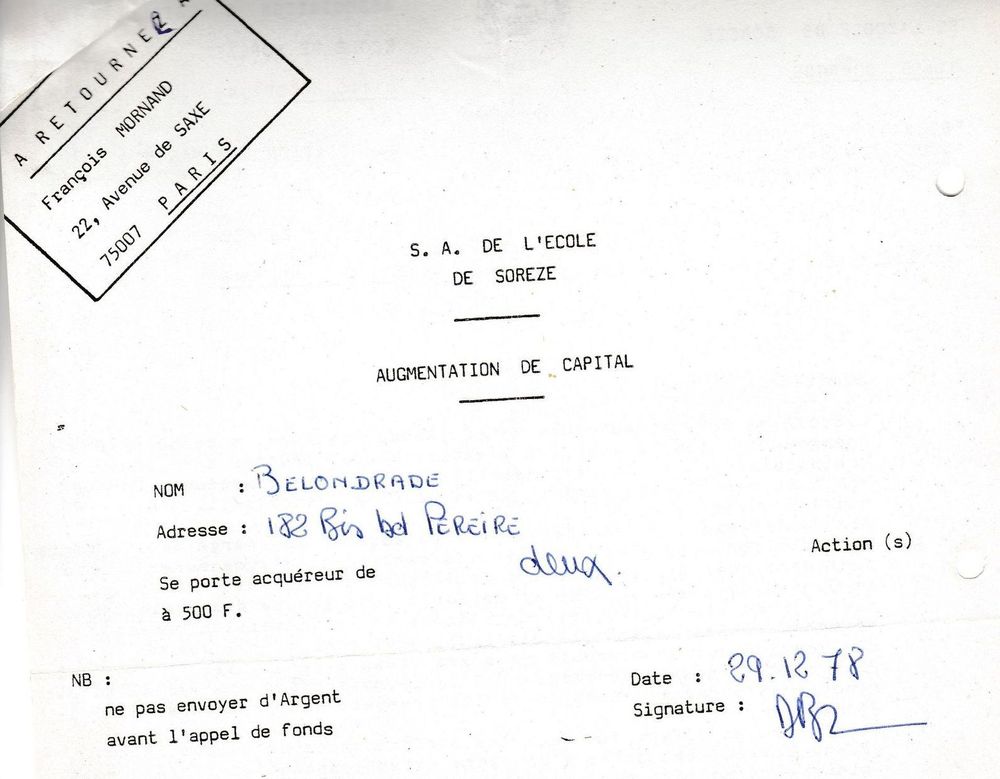 A RETOURNEZ A
François MORNAND
22, Avenue de SAXE
75007 PARIS
S. A. DE L'ECOLE
DE SOREZE
AUGMENTATION DE CAPITAL
NOM : BELONDRADE
Adresse : 182 Bis bd PEREIRE
Se porte acquéreur de deux. Action (s)
à 500 F.
NB :
ne pas envoyer d'Argent
avant l'appel de fonds
Date : 29.12 78
Signature :